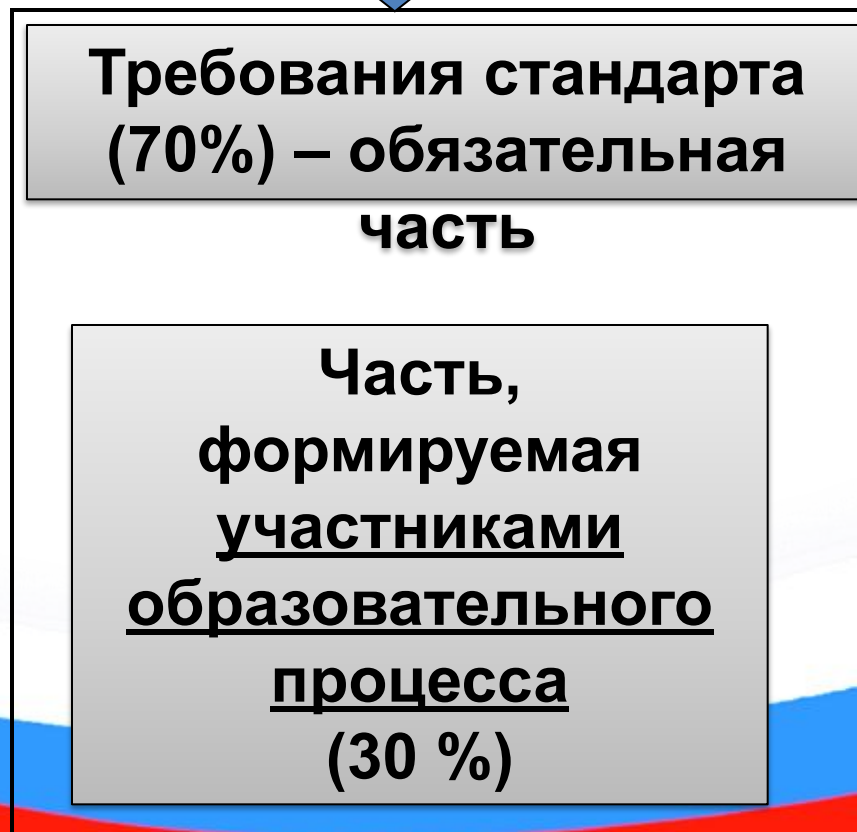 Требования стандарта
(70%) – обязательная
часть
Часть,
формируемая
участниками
образовательного
процесса
(30 %)